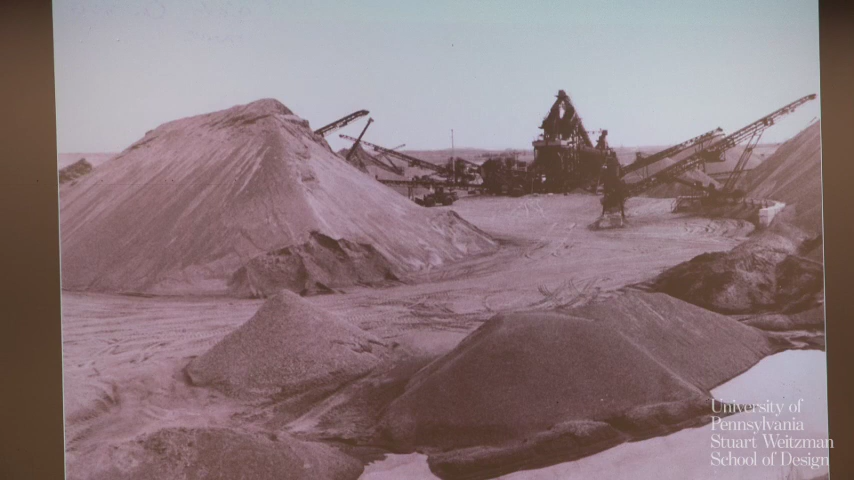 University of
Pennsylvania
Stuart Weitzman
School of Design